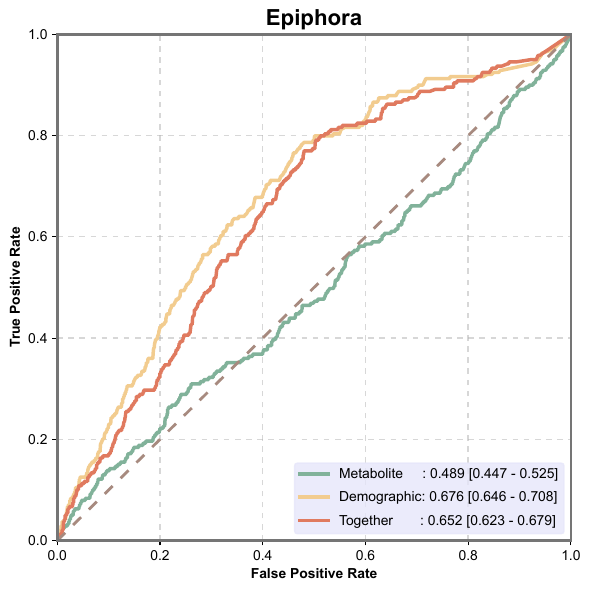 Epiphora
1.0
0.8
0.6
0.4
0.2
0.0
True Positive Rate
Metabolite : 0.489 [0.447 - 0.525]
Demographic: 0.676 [0.646 - 0.708]
Together : 0.652 [0.623 - 0.679]
0.0 0.2 0.4 0.6 0.8 1.0
False Positive Rate